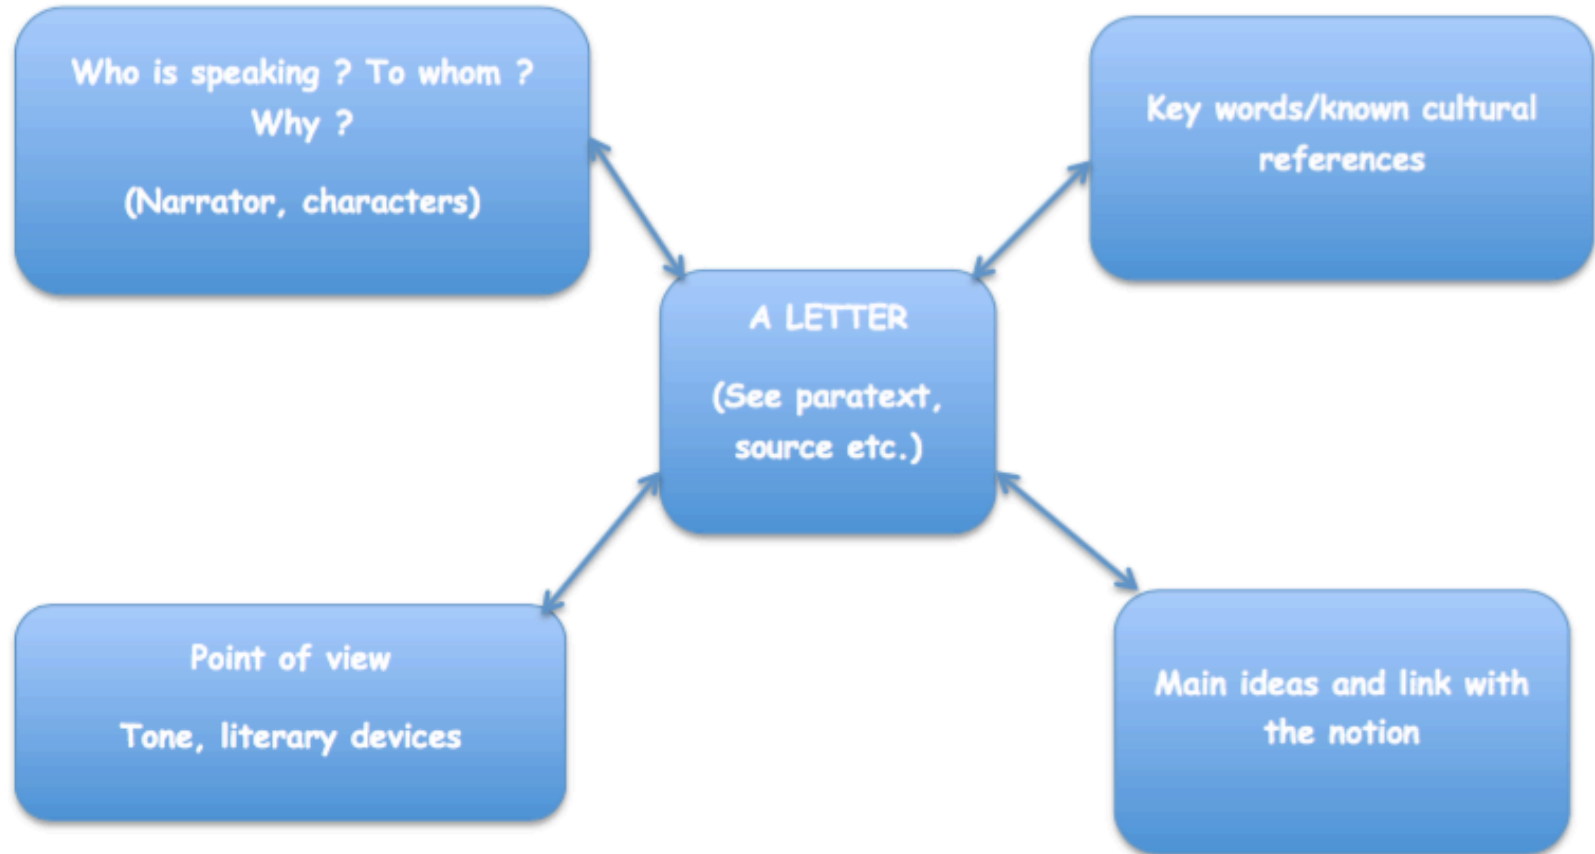 Who is speaking ? To whom ?
Why ?
(Narrator, characters)
Key words/known cultural
references
A LETTER
(See paratext,
source etc.)
Point of view
Tone, literary devices
Main ideas and link with
the notion